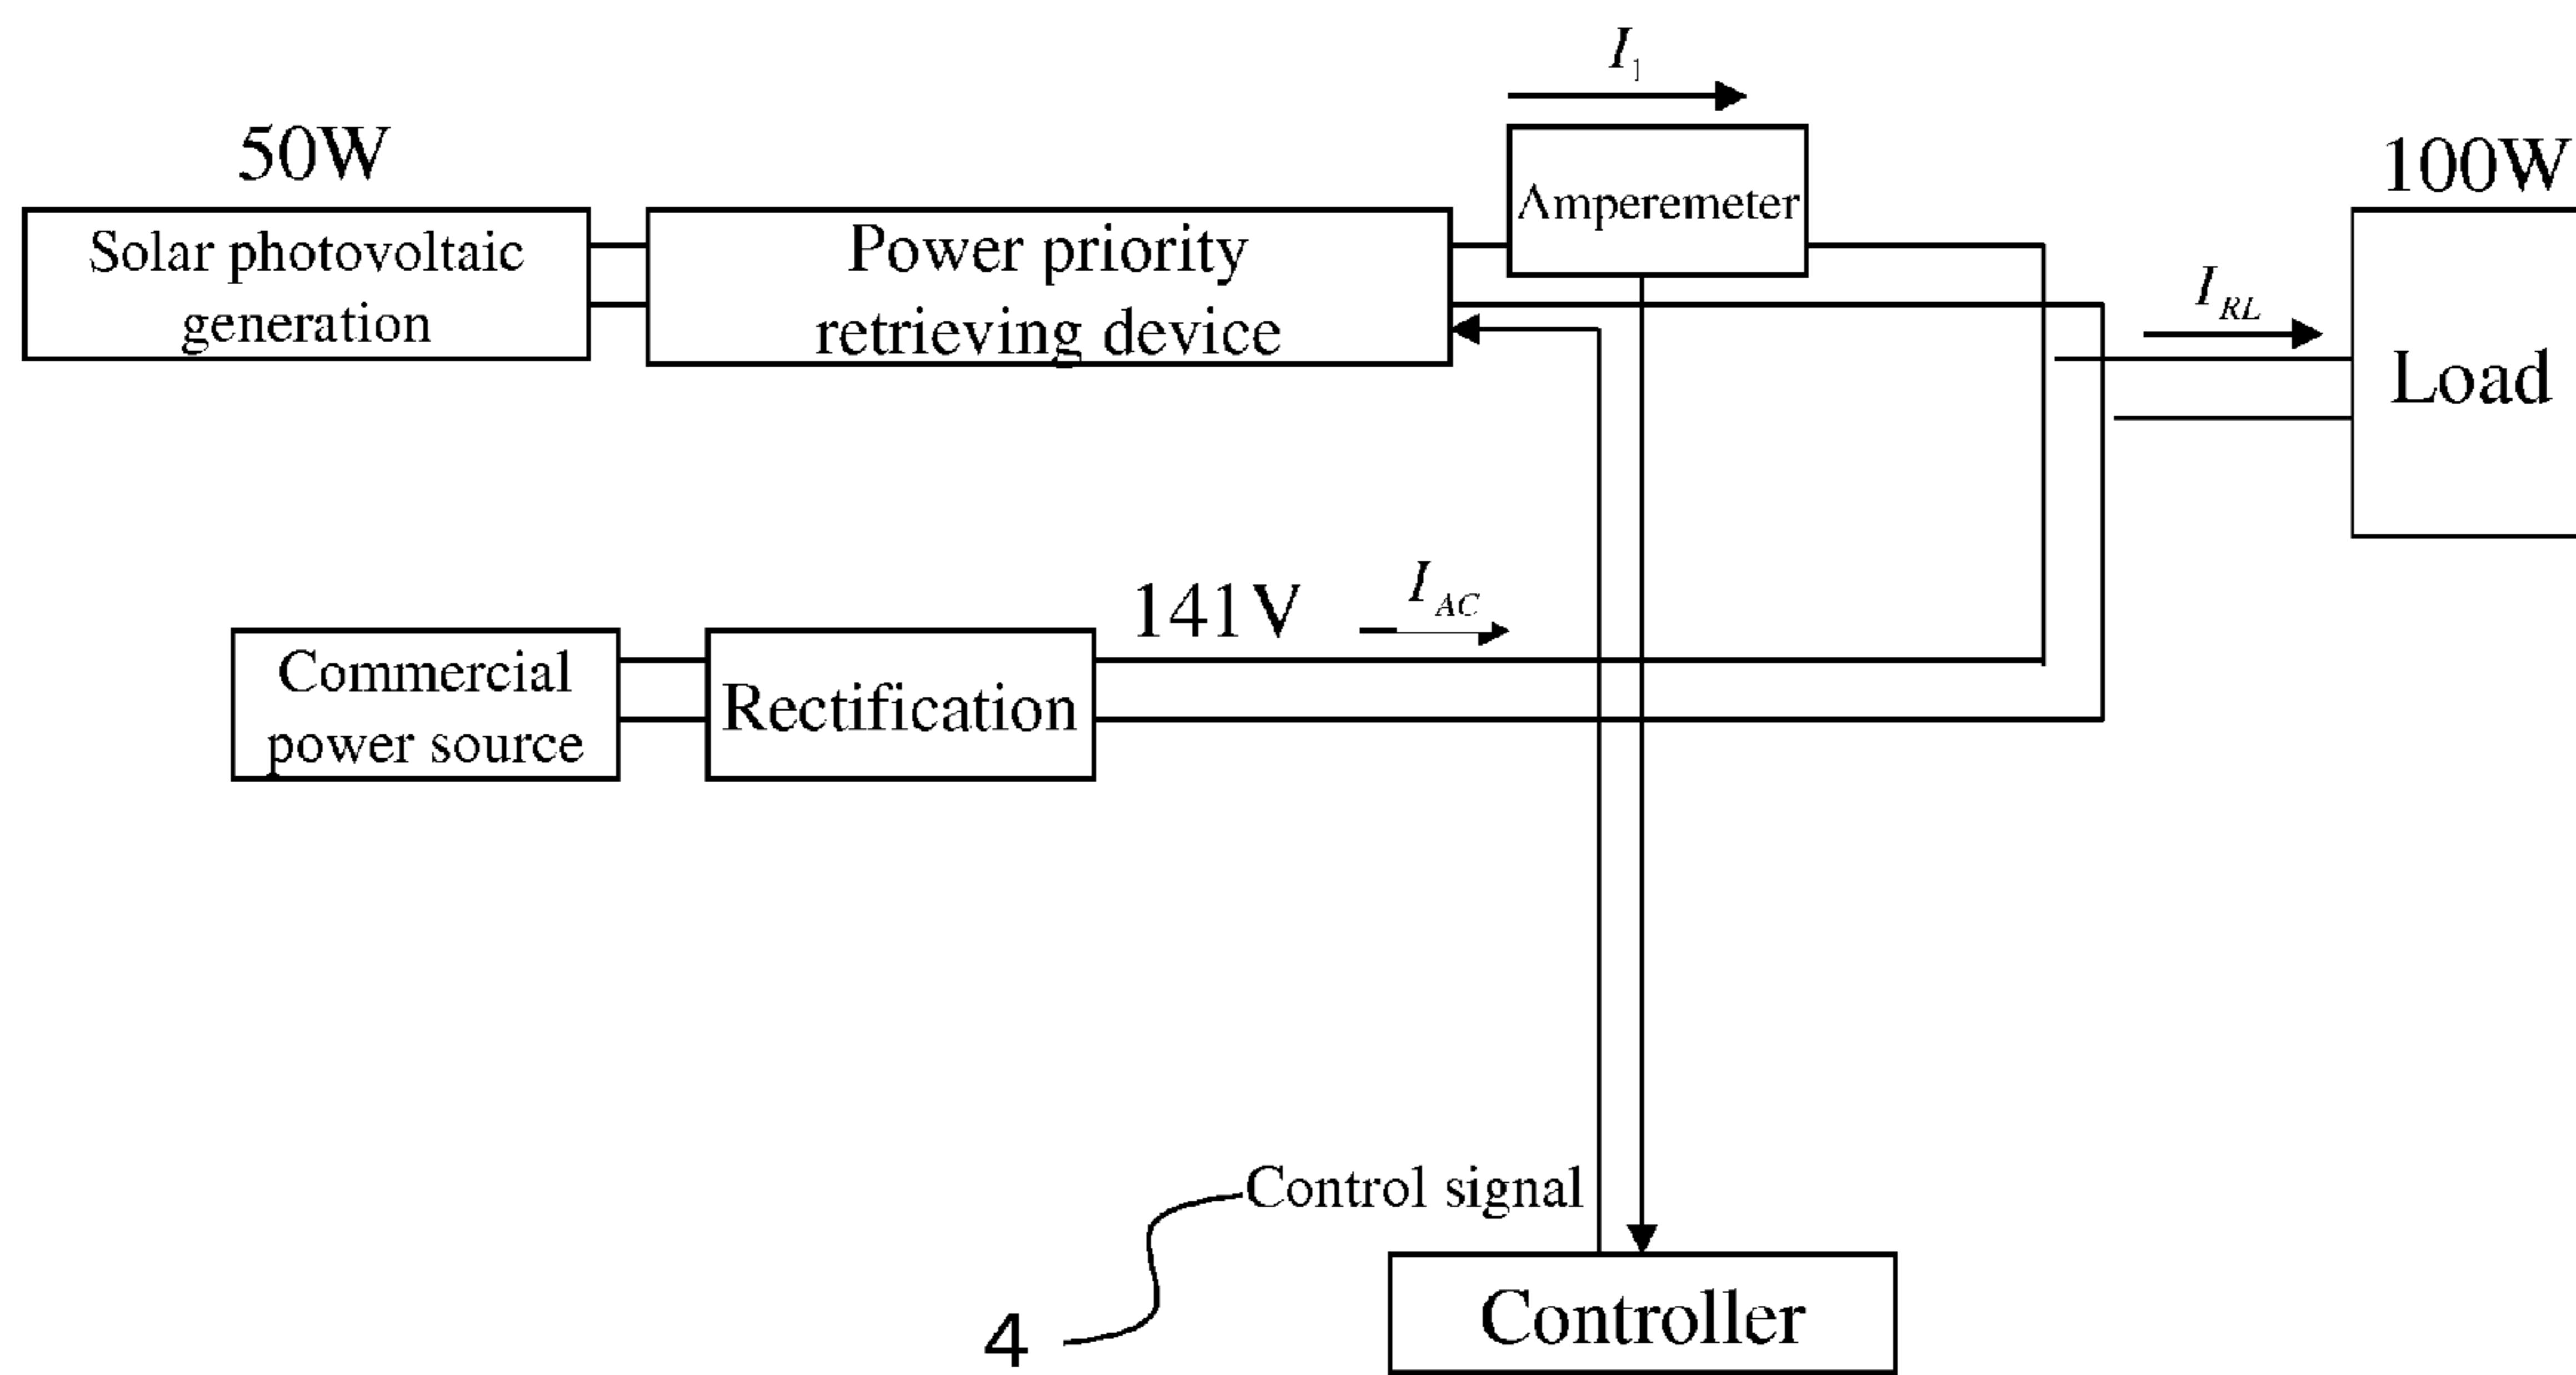 I1
50W
100W
Solar photovoltaic
generation
Power priority
retrieving device
Amperemeter
IRL
Load
141V
IAC
Commercial
power source
Rectification
Control signal
4
Controller